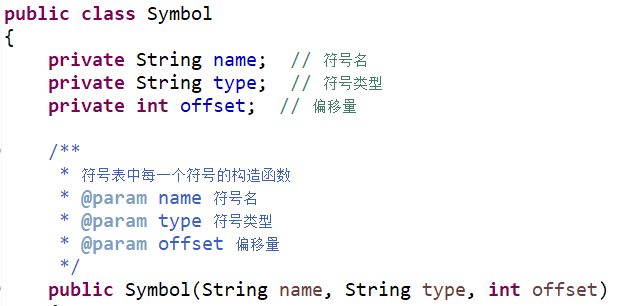 public class Symbol
{
    private String name;  // 符号名
    private String type;  // 符号类型
    private int offset;  // 偏移量
    /**
     * 符号表中每一个符号的构造函数
     * @param name 符号名
     * @param type 符号类型
     * @param offset 偏移量
     */
    public Symbol(String name, String type, int offset)